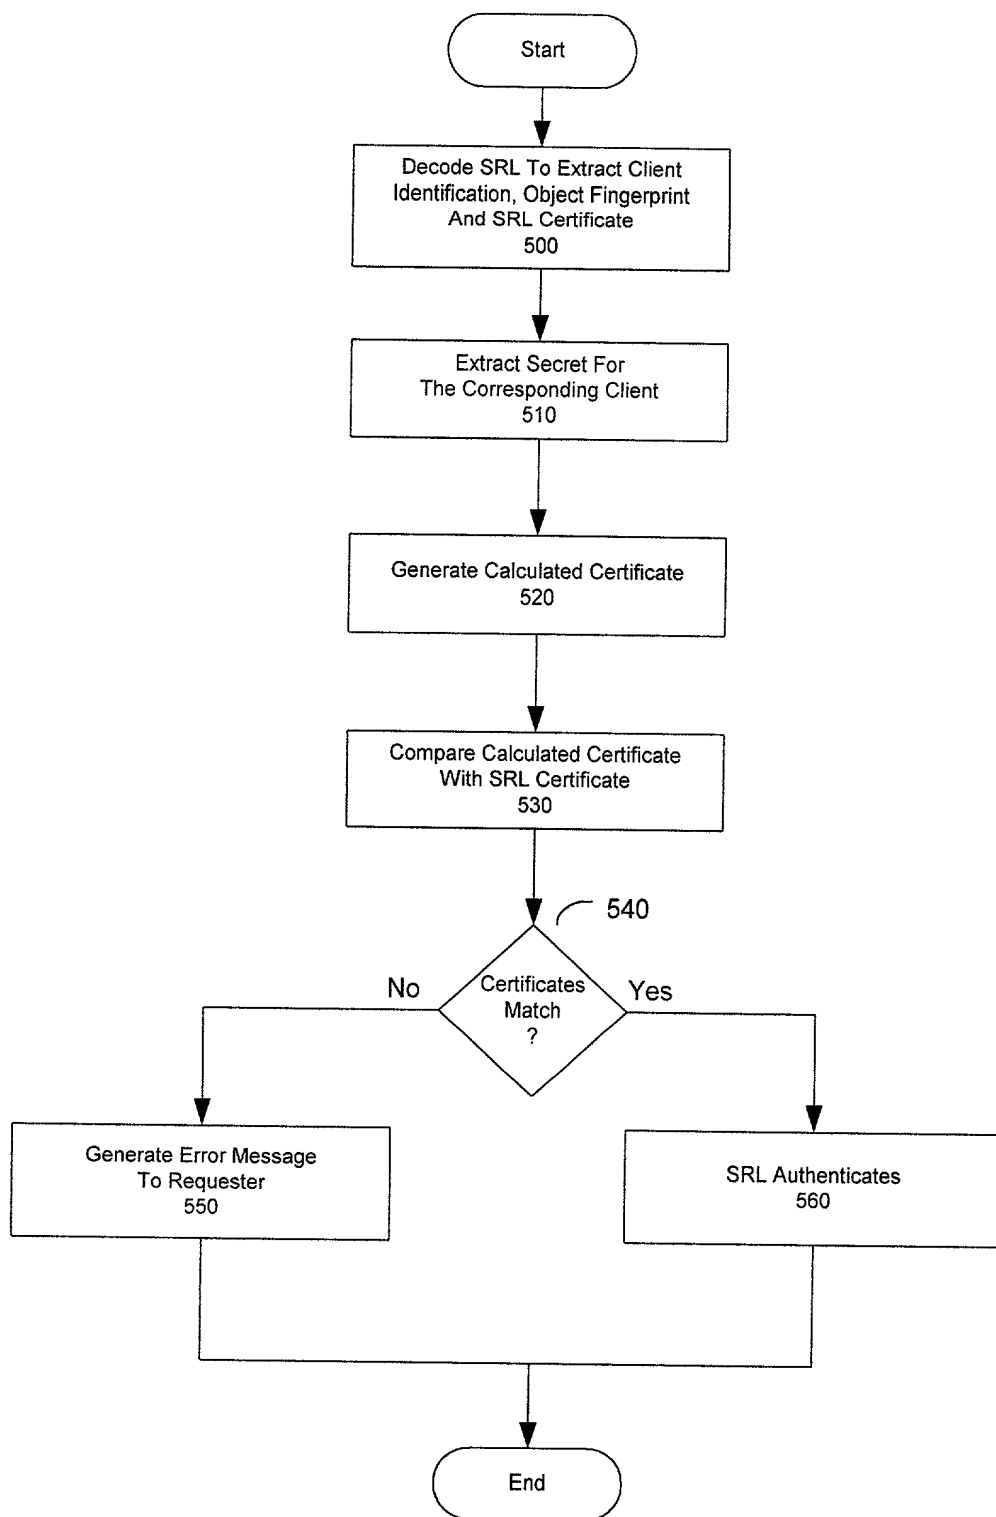 Start
Decode SRL To Extract Client
Identification, Object Fingerprint
And SRL Certificate
500
Extract Secret For
The Corresponding Client
510
Generate Calculated Certificate
520
Compare Calculated Certificate
With SRL Certificate
530
540
Certificates
Match
?
No
Yes
Generate Error Message
To Requester
550
SRL Authenticates
560
End